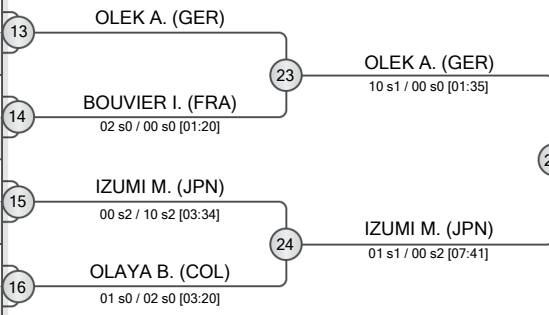 13
OLEK A. (GER)
23
OLEK A. (GER)
10 s1 / 00 s0 [01:35]
14
BOUVIER I. (FRA)
02 s0 / 00 s0 [01:20]
15
IZUMI M. (JPN)
00 s2 / 10 s2 [03:34]
24
IZUMI M. (JPN)
01 s1 / 00 s2 [07:41]
16
OLAYA B. (COL)
01 s0 / 02 s0 [03:20]